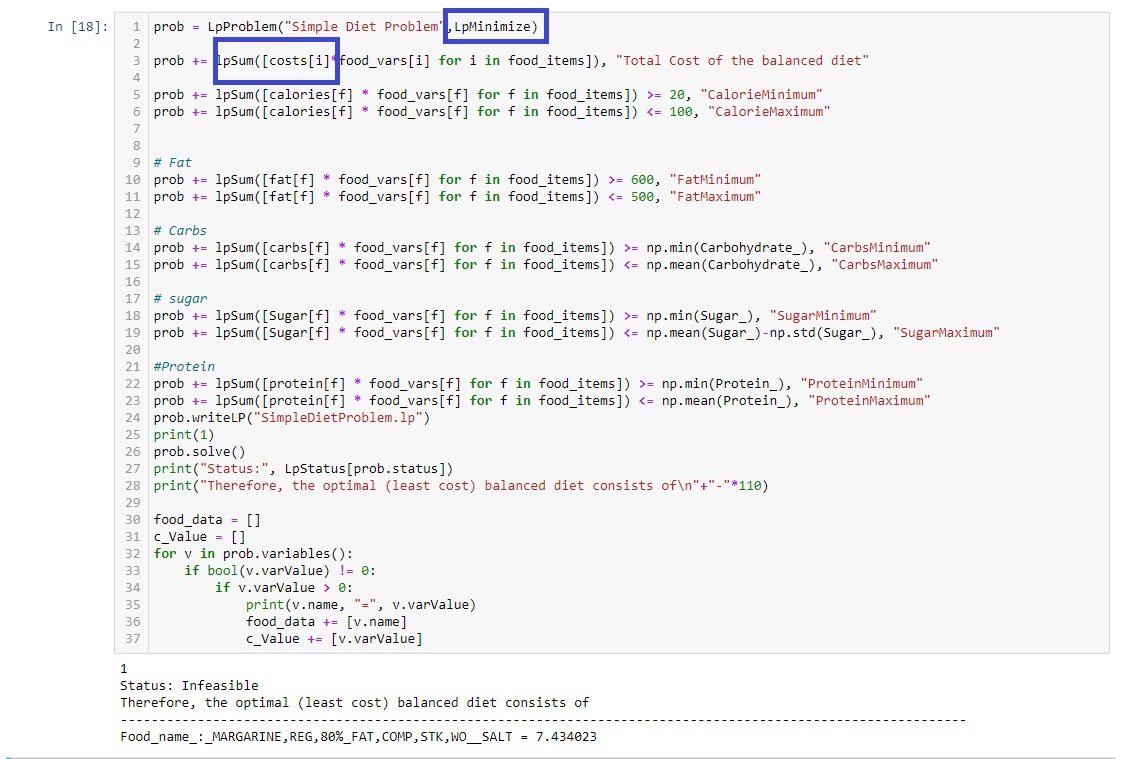 In [18]:
1 prob = LpProblem("Simple Diet Problem",LpMinimize)
2
3 prob += lpSum([costs[i]*food_vars[i] for i in food_items]), "Total Cost of the balanced diet"
4
5 prob += lpSum([calories[f] * food_vars[f] for f in food_items]) >= 20, "CalorieMinimum"
6 prob += lpSum([calories[f] * food_vars[f] for f in food_items]) <= 100, "CalorieMaximum"
7
8
9 # Fat
10 prob += lpSum([fat[f] * food_vars[f] for f in food_items]) >= 600, "FatMinimum"
11 prob += lpSum([fat[f] * food_vars[f] for f in food_items]) <= 500, "FatMaximum"
12
13 # Carbs
14 prob += lpSum([carbs[f] * food_vars[f] for f in food_items]) >= np.min(Carbohydrate_), "CarbsMinimum"
15 prob += lpSum([carbs[f] * food_vars[f] for f in food_items]) <= np.mean(Carbohydrate_), "CarbsMaximum"
16
17 # sugar
18 prob += lpSum([Sugar[f] * food_vars[f] for f in food_items]) >= np.min(Sugar_), "SugarMinimum"
19 prob += lpSum([Sugar[f] * food_vars[f] for f in food_items]) <= np.mean(Sugar_)-np.std(Sugar_), "SugarMaximum"
20
21 #Protein
22 prob += lpSum([protein[f] * food_vars[f] for f in food_items]) >= np.min(Protein_), "ProteinMinimum"
23 prob += lpSum([protein[f] * food_vars[f] for f in food_items]) <= np.mean(Protein_), "ProteinMaximum"
24 prob.writeLP("SimpleDietProblem.lp")
25 print(1)
26 prob.solve()
27 print("Status:", LpStatus[prob.status])
28 print("Therefore, the optimal (least cost) balanced diet consists of\n"+"-"*110)
29
30 food_data = []
31 c_Value = []
32 for v in prob.variables():
33     if bool(v.varValue) != 0:
34         if v.varValue > 0:
35             print(v.name, "=", v.varValue)
36             food_data += [v.name]
37             c_Value += [v.varValue]
1
Status: Infeasible
Therefore, the optimal (least cost) balanced diet consists of
--------------------------------------------------------------------------------------------------------------
Food_name_:_MARGARINE,REG,80%_FAT,COMP,STK,WO__SALT = 7.434023